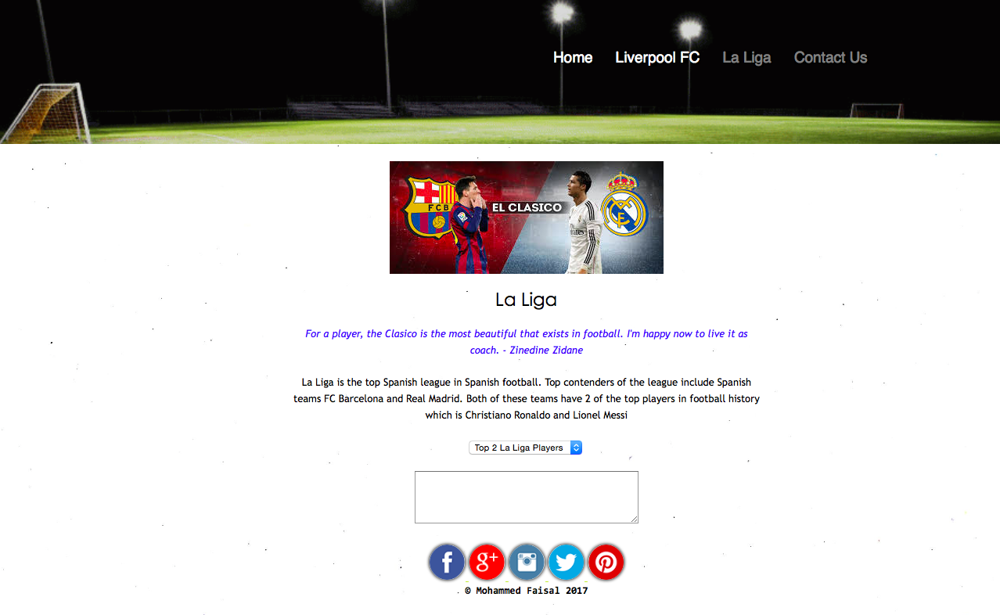 Home Liverpool FC La Liga Contact Us
FCB EL CLASICO
Fly Emirates
La Liga
For a player, the Clasico is the most beautiful that exists in football. I'm happy now to live it as
coach. - Zinedine Zidane
La Liga is the top Spanish league in Spanish football. Top contenders of the league include Spanish
teams FC Barcelona and Real Madrid. Both of these teams have 2 of the top players in football history
which is Christiano Ronaldo and Lionel Messi
Top 2 La Liga Players
f g+ P
© Mohammed Faisal 2017